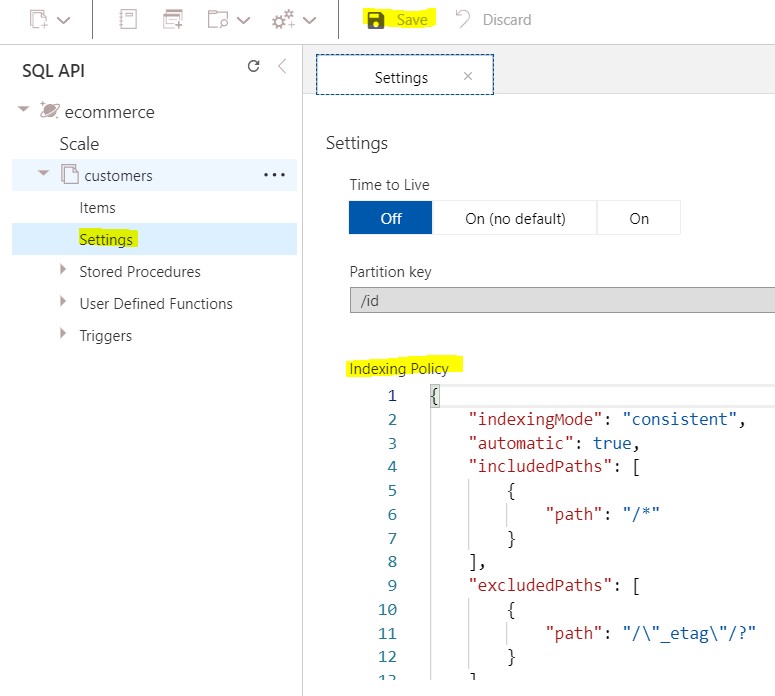 Save Discard
SQL API
Settings
ecommerce
Scale
customers
Items
Settings
Stored Procedures
User Defined Functions
Triggers
Settings
Time to Live
Off On (no default) On
Partition key
/id
Indexing Policy
1 {
2 "indexingMode": "consistent",
3 "automatic": true,
4 "includedPaths": [
5 {
6 "path": "/*"
7 }
8 ],
9 "excludedPaths": [
10 {
11 "path": "/\"_etag\"/?"
12 }
13 ]